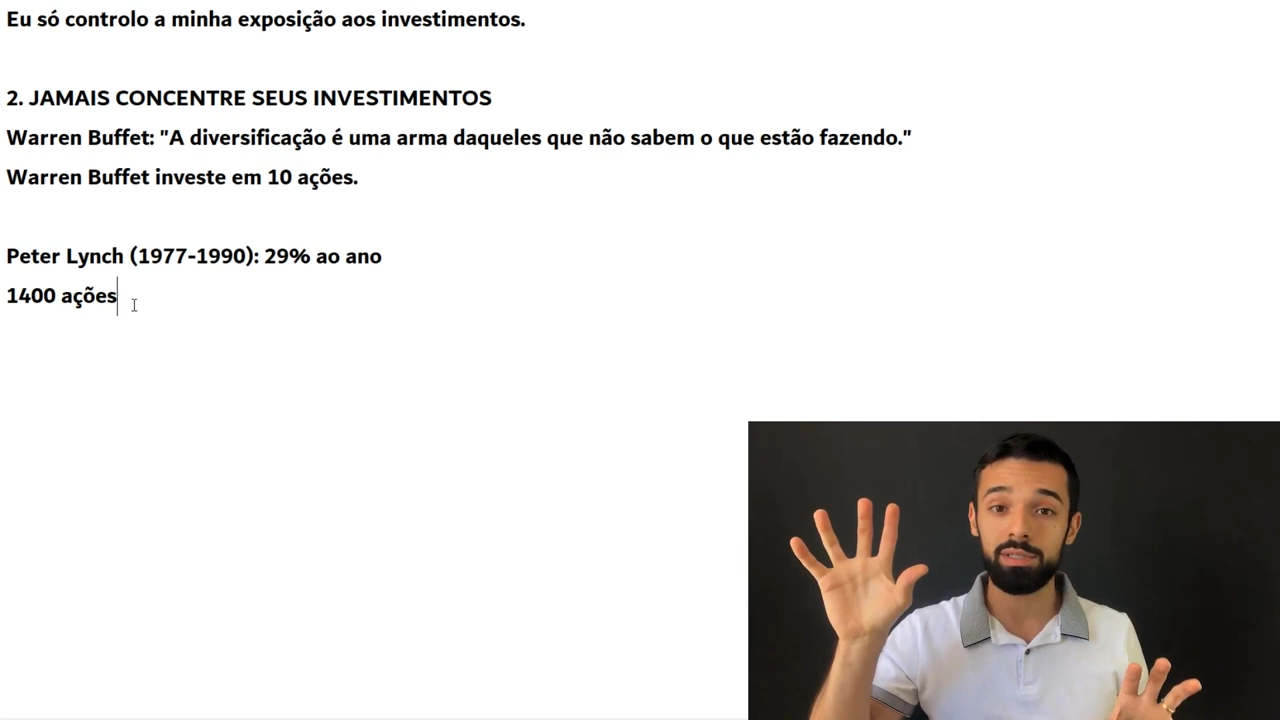 Eu só controlo a minha exposição aos investimentos.
2. JAMAIS CONCENTRE SEUS INVESTIMENTOS
Warren Buffet: "A diversificação é uma arma daqueles que não sabem o que estão fazendo."
Warren Buffet investe em 10 ações.
Peter Lynch (1977-1990): 29% ao ano
1400 ações